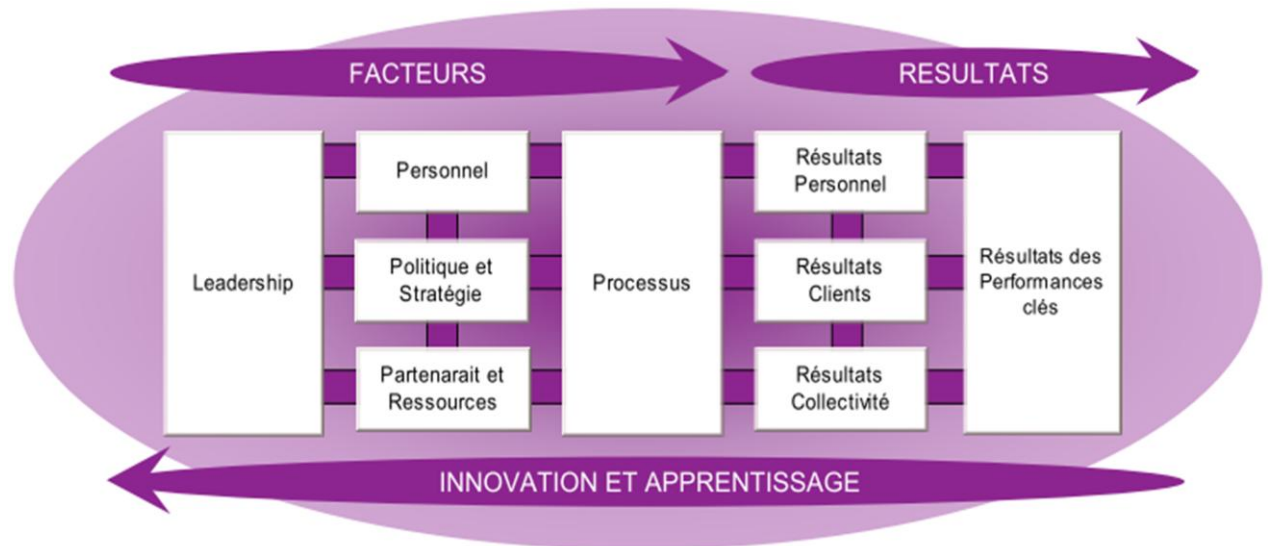 FACTEURS
RESULTATS
Leadership
Personnel
Politique et
Stratégie
Partenarait et
Ressources
Processus
Résultats
Personnel
Résultats
Clients
Résultats
Collectivité
Résultats des
Performances
clés
INNOVATION ET APPRENTISSAGE